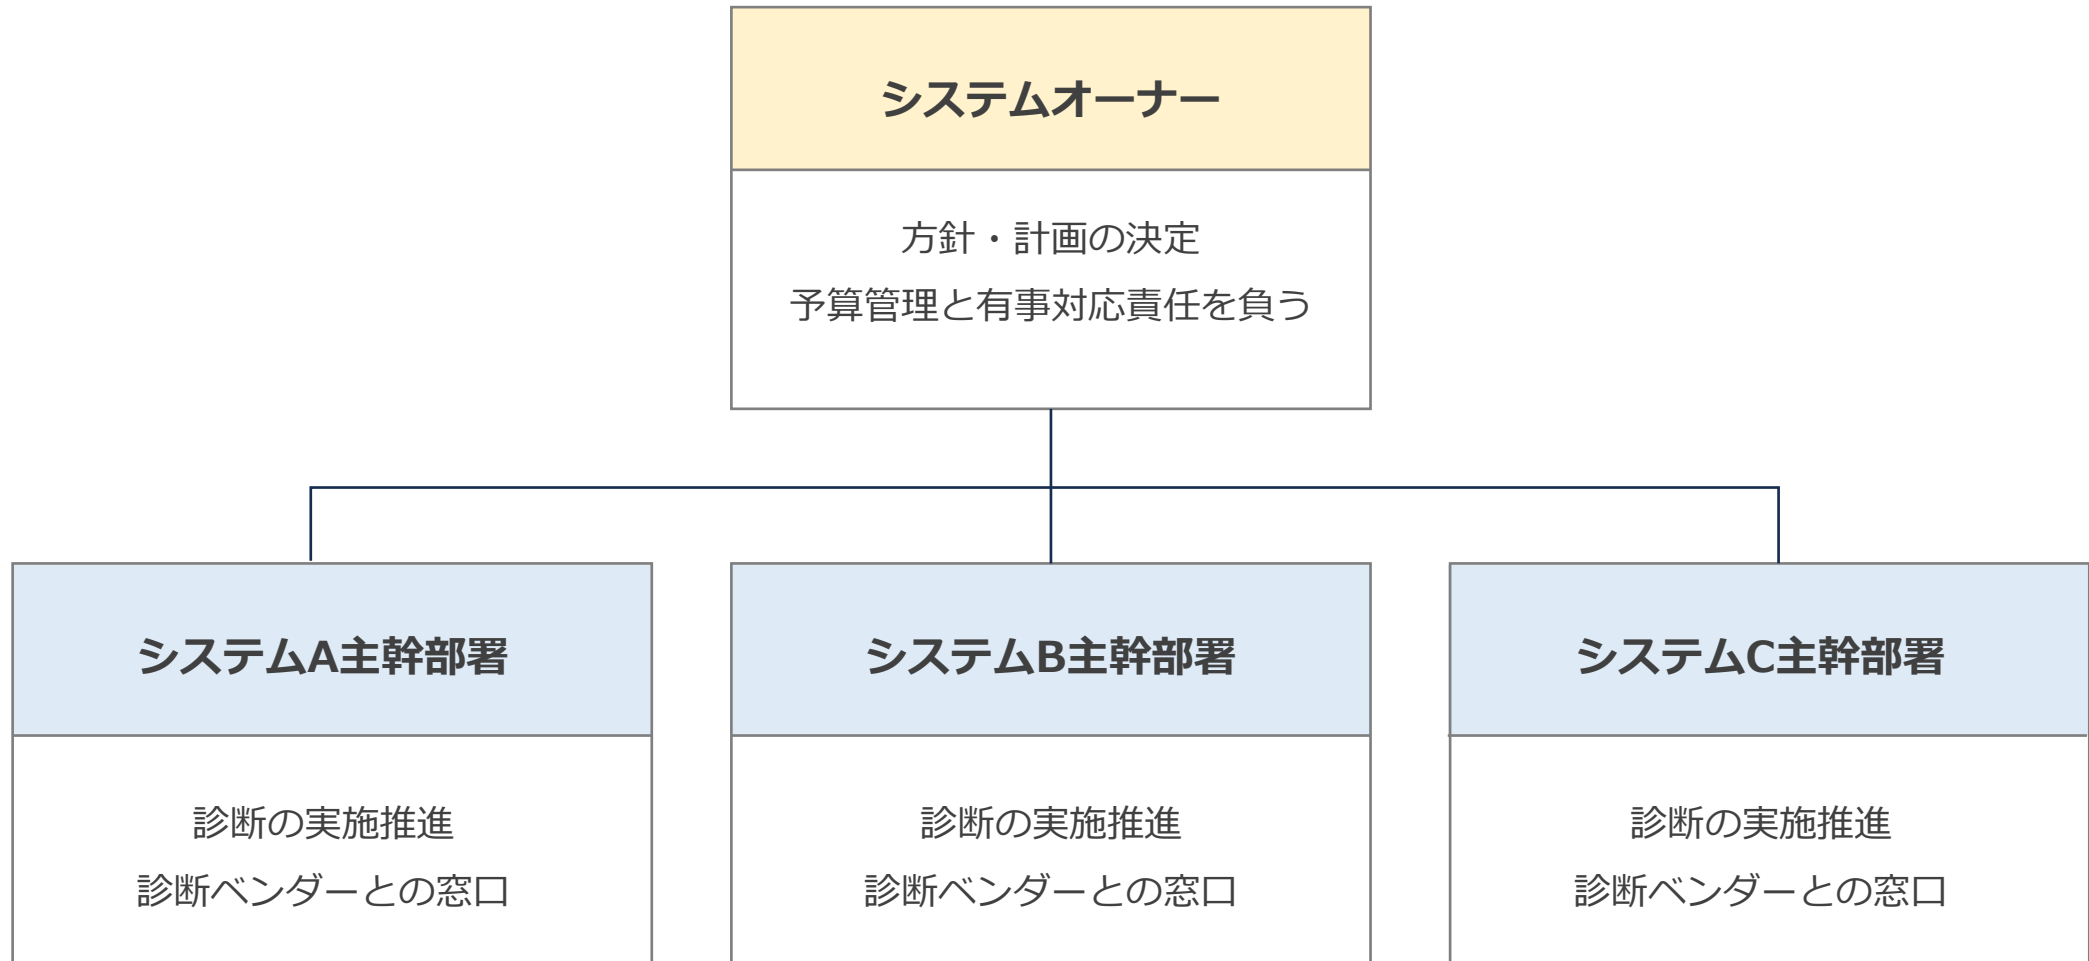 システムオーナー
方針・計画の決定
予算管理と有事対応責任を負う
システムA主幹部署
診断の実施推進
診断ベンダーとの窓口
システムB主幹部署
診断の実施推進
診断ベンダーとの窓口
システムC主幹部署
診断の実施推進
診断ベンダーとの窓口